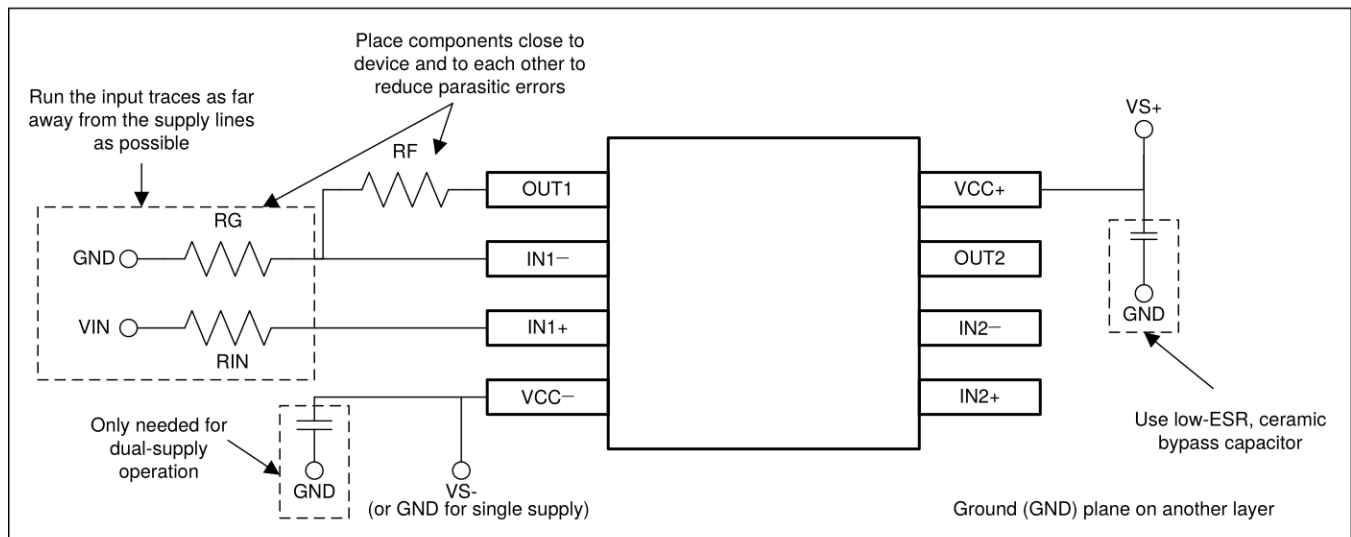 Place components close to
device and to each other to
reduce parasitic errors
Run the input traces as far
away from the supply lines
as possible
VS+
RF
OUT1
VCC+
RG
GND
IN1−
OUT2
GND
VIN
IN1+
IN2−
RIN
VCC−
IN2+
Only needed for
dual-supply
operation
Use low-ESR, ceramic
bypass capacitor
GND
VS-
(or GND for single supply)
Ground (GND) plane on another layer